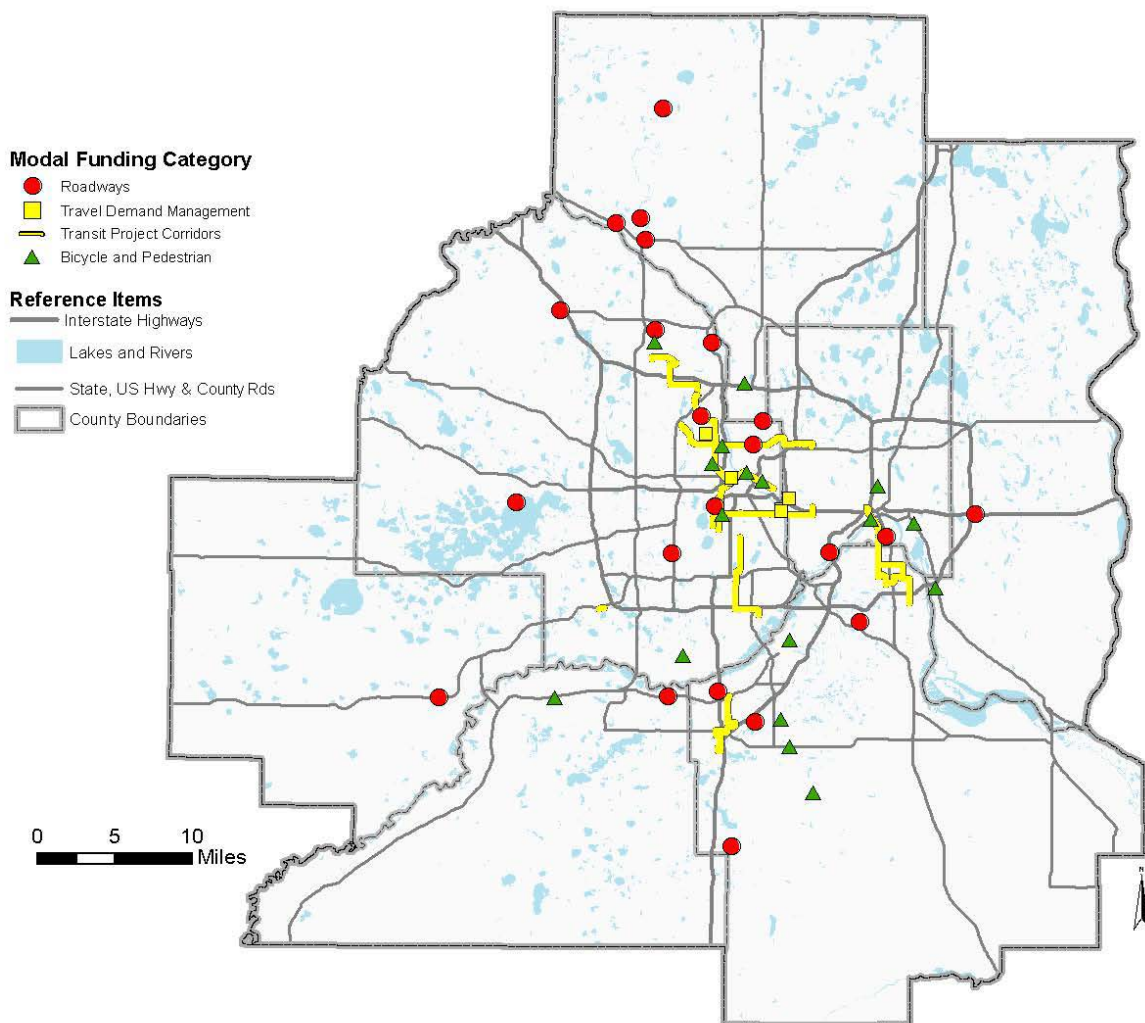 Modal Funding Category
Roadways
Travel Demand Management
Transit Project Corridors
Bicycle and Pedestrian
Reference Items
Interstate Highways
Lakes and Rivers
State, US Hwy & County Rds
County Boundaries
0 5 10
Miles
N